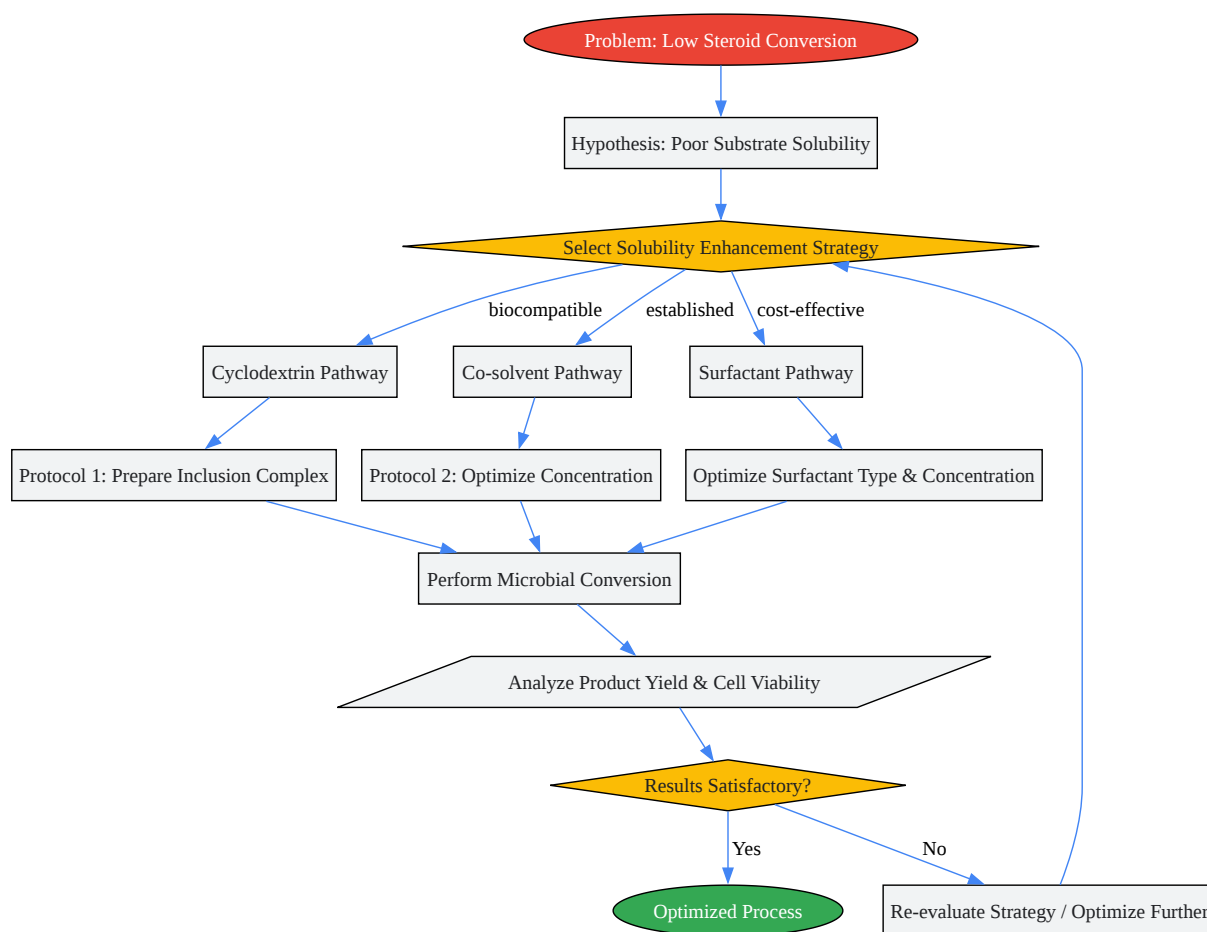 Problem: Low Steroid Conversion
Hypothesis: Poor Substrate Solubility
Select Solubility Enhancement Strategy
biocompatible
established
cost-effective
Cyclodextrin Pathway
Co-solvent Pathway
Surfactant Pathway
Protocol 1: Prepare Inclusion Complex
Protocol 2: Optimize Concentration
Optimize Surfactant Type & Concentration
Perform Microbial Conversion
Analyze Product Yield & Cell Viability
Results Satisfactory?
Yes
No
Optimized Process
Re-evaluate Strategy / Optimize Further